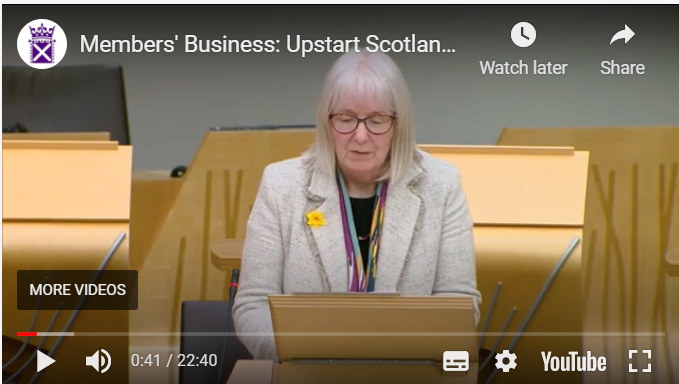 Members' Business: Upstart Scotlan...
Watch later
Share
MORE VIDEOS
0:41 / 22:40
YouTube